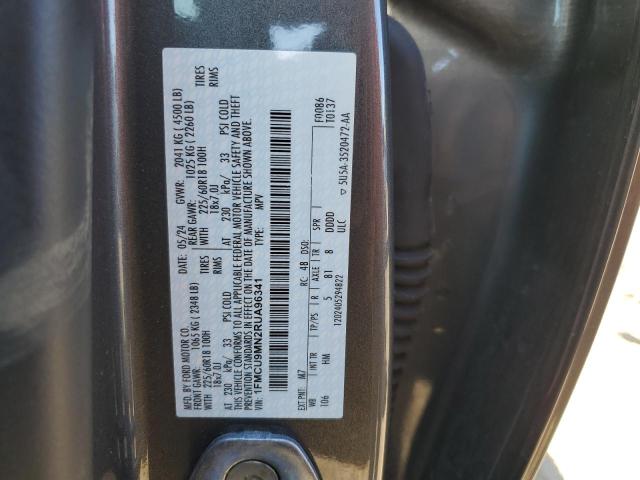 MFD. BY FORD MOTOR CO.
DATE: 05/24 GVWR: 2041 KG ( 4500 LB)
FRONT GAWR: 1065 KG ( 2348 LB) REAR GAWR: 1025 KG ( 2260 LB)
WITH 225/60R18 100H TIRES WITH 225/60R18 100H TIRES
18x7.0J RIMS 18x7.0J RIMS
AT 230 kPa/ 33 PSI COLD AT 230 kPa/ 33 PSI COLD
THIS VEHICLE CONFORMS TO ALL APPLICABLE FEDERAL MOTOR VEHICLE SAFETY AND THEFT
PREVENTION STANDARDS IN EFFECT ON THE DATE OF MANUFACTURE SHOWN ABOVE.
VIN: 1FMCU9MN2RUA96341 TYPE: MPV
F0086
T0137
EXT PNT: M7 RC: 48 DSO:
WB INT TR TP/PS R AXLE TR SPR
106 HM 5 B1 8 DDDD
ULC
1202405294822 5U5A-3520472-AA